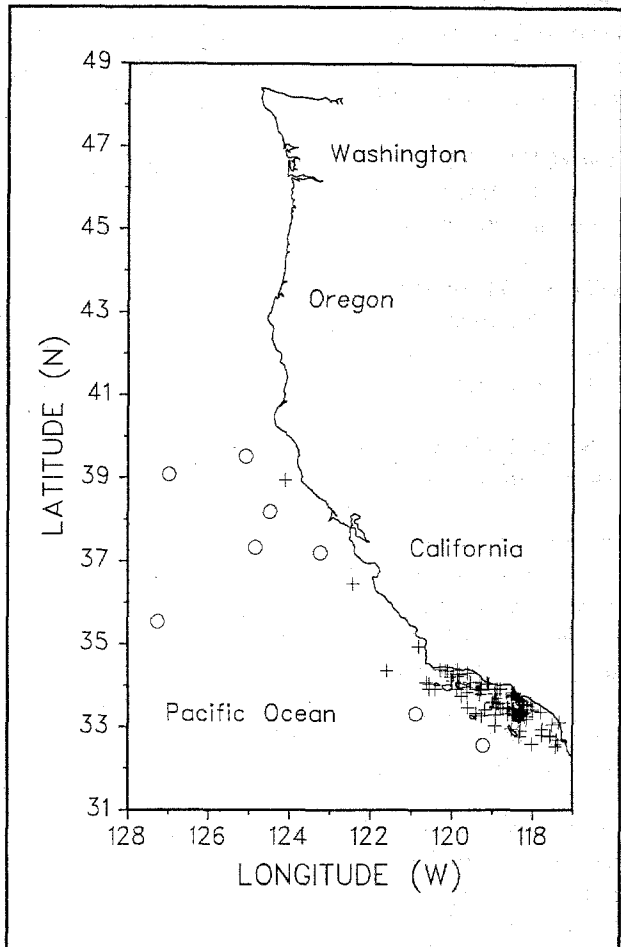 49
47
45
43
41
39
37
35
33
31
LATITUDE (N)
Washington
Oregon
California
Pacific Ocean
128 126 124 122 120 118
LONGITUDE (W)